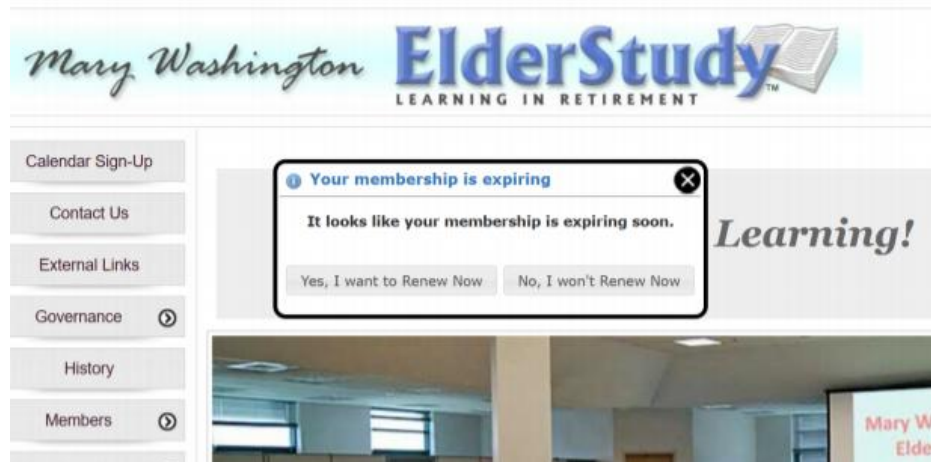 Mary Washington ElderStudy
TM
LEARNING IN RETIREMENT
Calendar Sign-Up
Contact Us
External Links
Governance
History
Members
Your membership is expiring
It looks like your membership is expiring soon.
Yes, I want to Renew Now
No, I won't Renew Now
Learning!
Mary W
Elde